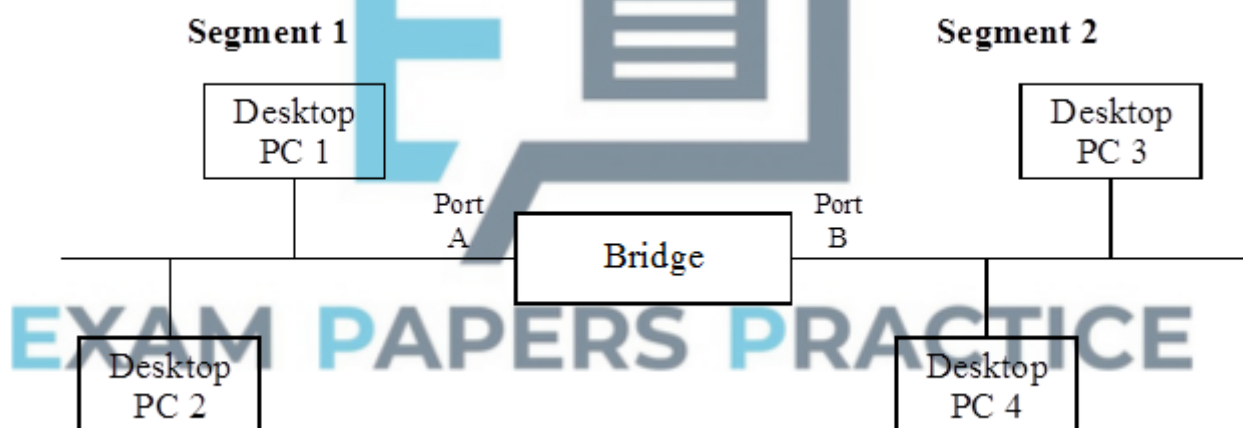 Segment 1
Segment 2
Desktop
PC 1
Desktop
PC 3
Port
A
Bridge
Port
B
EXAM PAPERS PRACTICE
Desktop
PC 2
Desktop
PC 4